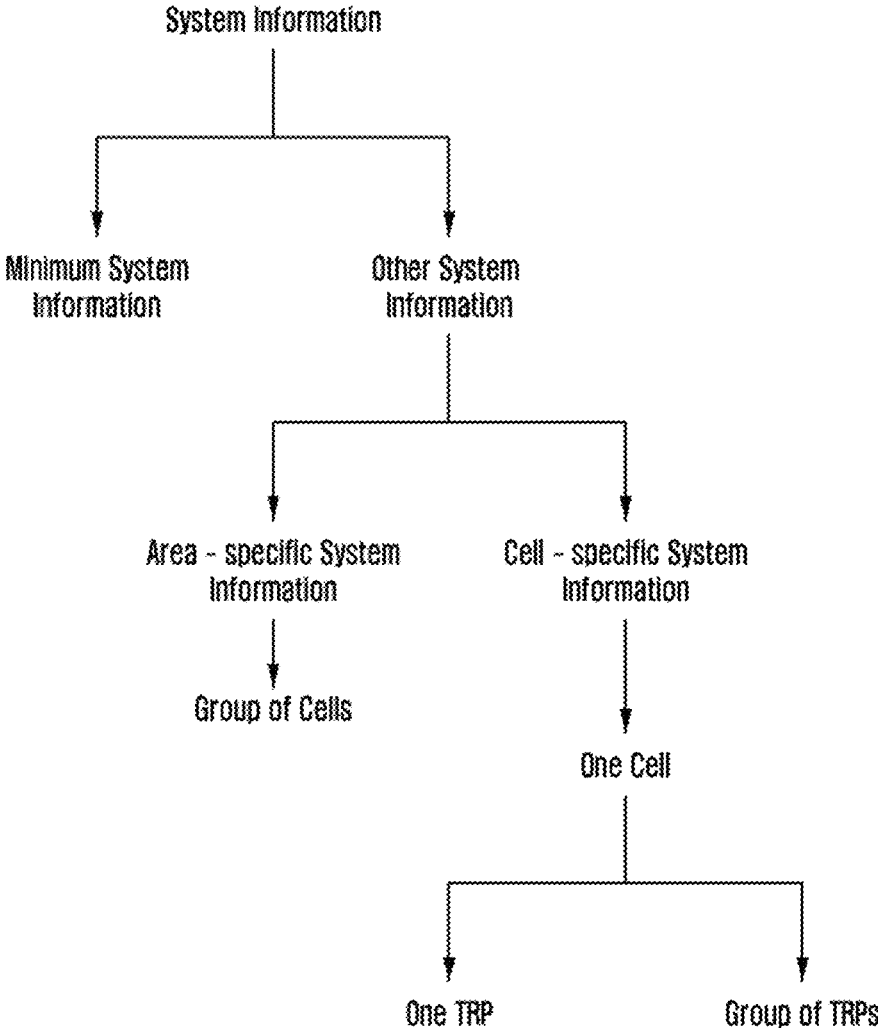 System Information
Minimum System
Information
Other System
Information
Area - specific System
Information
Cell - specific System
Information
Group of Cells
One Cell
One TRP
Group of TRPs